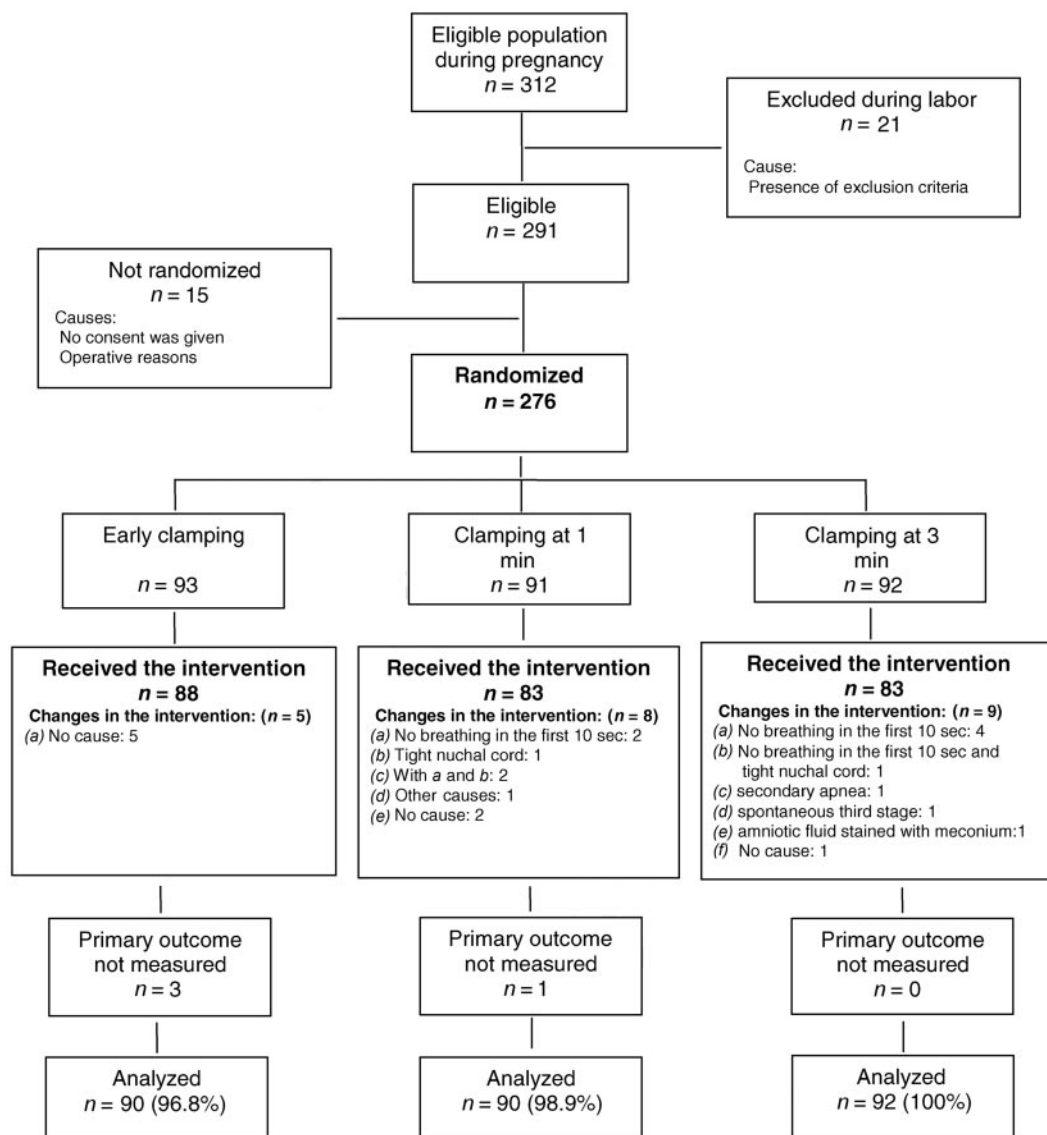 Eligible population
during pregnancy
n = 312
Excluded during labor
n = 21
Cause:
Presence of exclusion criteria
Eligible
n = 291
Not randomized
n = 15
Causes:
No consent was given
Operative reasons
Randomized
n = 276
Early clamping
n = 93
Clamping at 1
min
n = 91
Clamping at 3
min
n = 92
Received the intervention
n = 88
Changes in the intervention: (n = 5)
(a) No cause: 5
Received the intervention
n = 83
Changes in the intervention: (n = 8)
(a) No breathing in the first 10 sec: 2
(b) Tight nuchal cord: 1
(c) With a and b: 2
(d) Other causes: 1
(e) No cause: 2
Received the intervention
n = 83
Changes in the intervention: (n = 9)
(a) No breathing in the first 10 sec: 4
(b) No breathing in the first 10 sec and
tight nuchal cord: 1
(c) secondary apnea: 1
(d) spontaneous third stage: 1
(e) amniotic fluid stained with meconium:1
(f) No cause: 1
Primary outcome
not measured
n = 3
Primary outcome
not measured
n = 1
Primary outcome
not measured
n = 0
Analyzed
n = 90 (96.8%)
Analyzed
n = 90 (98.9%)
Analyzed
n = 92 (100%)